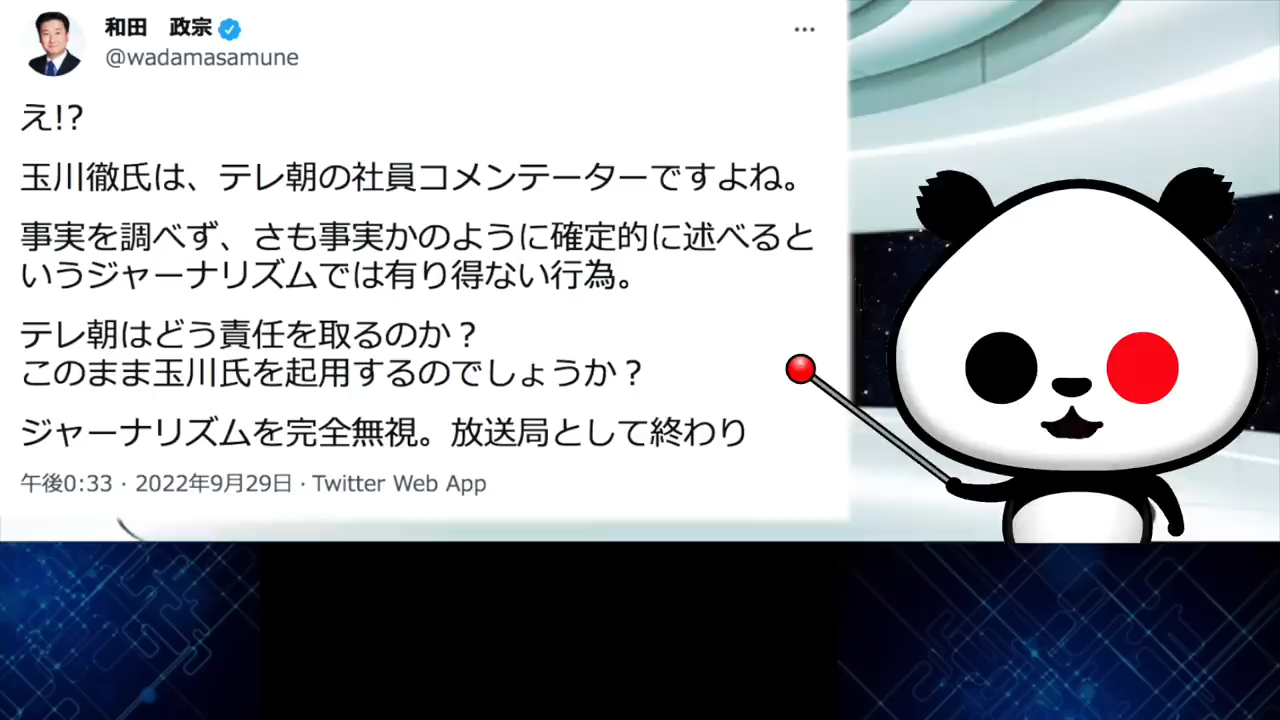 和田　政宗
@wadamasamune
え!?
玉川徹氏は、テレ朝の社員コメンテーターですよね。
事実を調べず、さも事実かのように確定的に述べると
いうジャーナリズムでは有り得ない行為。
テレ朝はどう責任を取るのか？
このまま玉川氏を起用するのでしょうか？
ジャーナリズムを完全無視。放送局として終わり
午後0:33 · 2022年9月29日 · Twitter Web App